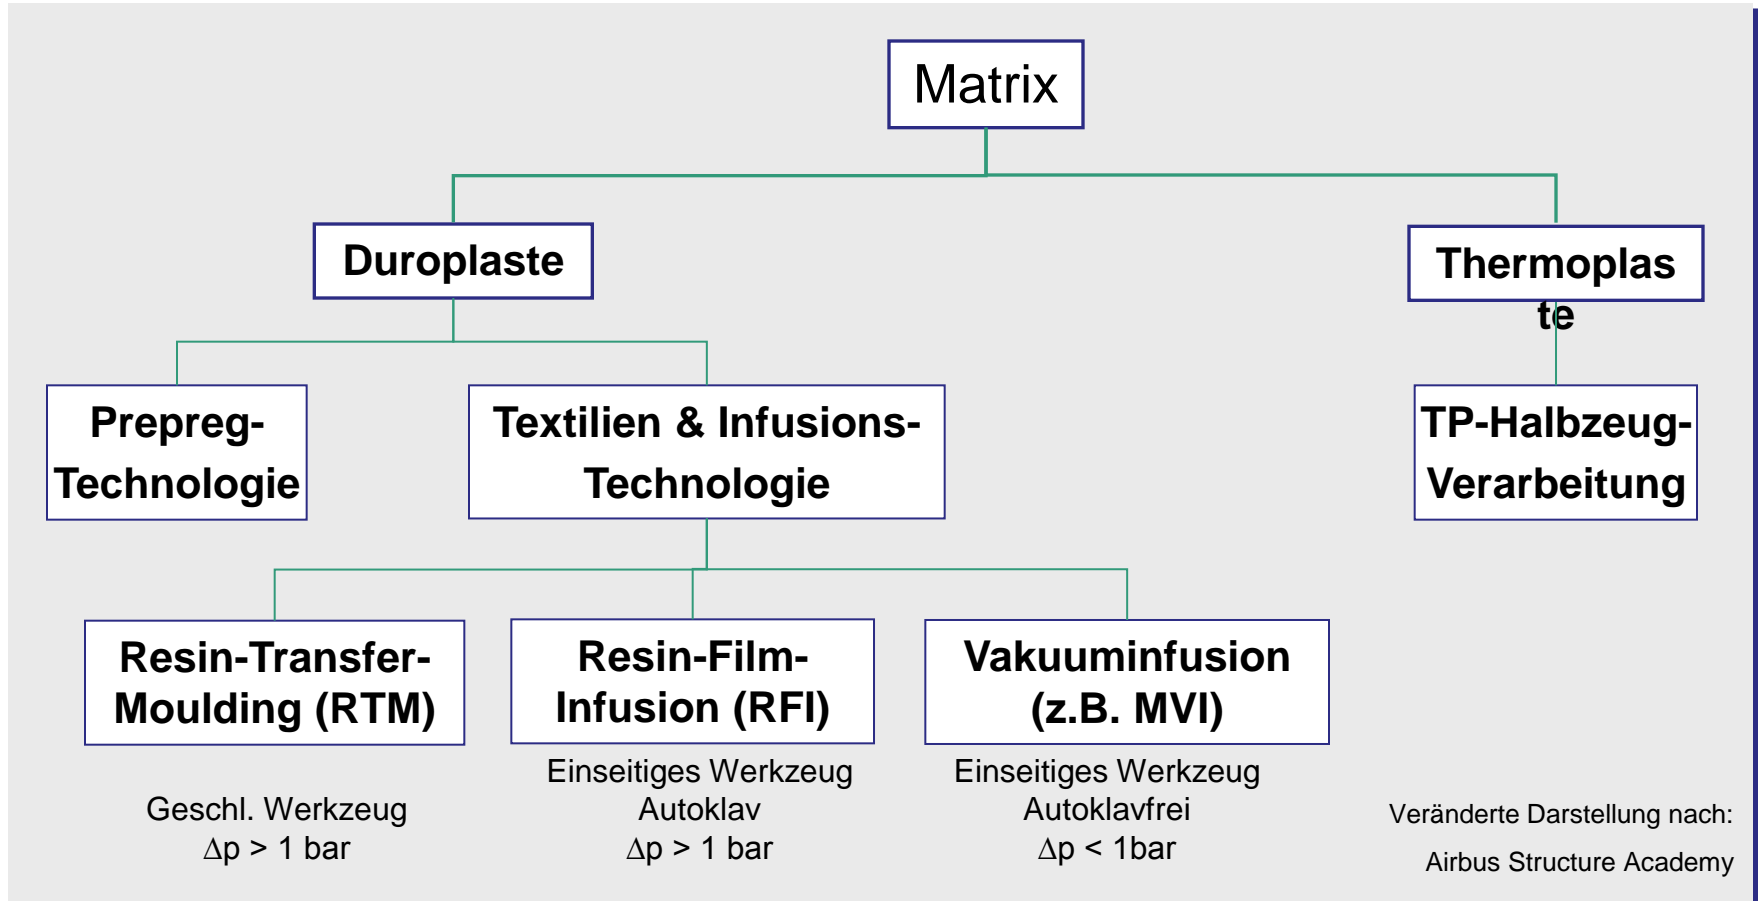 Matrix
Duroplaste
Thermoplas
te
Prepreg-
Technologie
Textilien & Infusions-
Technologie
TP-Halbzeug-
Verarbeitung
Resin-Transfer-
Moulding (RTM)
Resin-Film-
Infusion (RFI)
Vakuuminfusion
(z.B. MVI)
Geschl. Werkzeug
Δp > 1 bar
Einseitiges Werkzeug
Autoklav
Δp > 1 bar
Einseitiges Werkzeug
Autoklavfrei
Δp < 1bar
Veränderte Darstellung nach:
Airbus Structure Academy